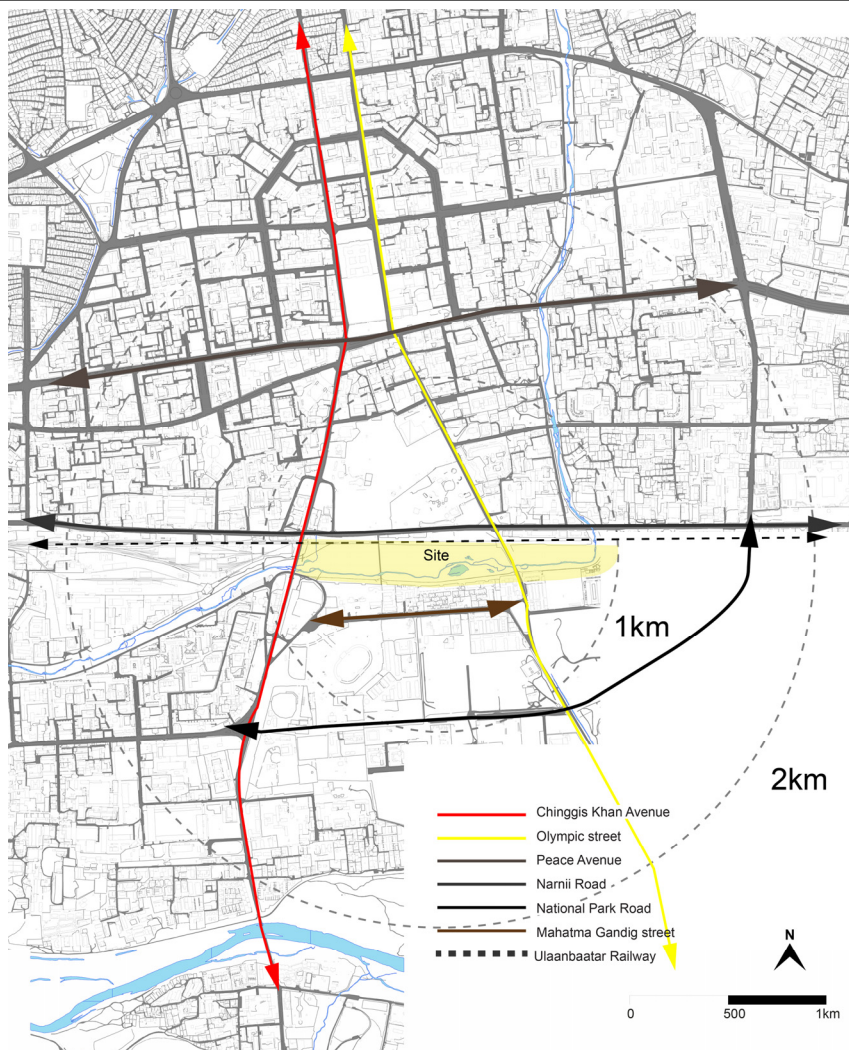 Site
1km
2km
Chinggis Khan Avenue
Olympic street
Peace Avenue
Narnii Road
National Park Road
Mahatma Gandig street
Ulaanbaatar Railway
N
0 500 1km